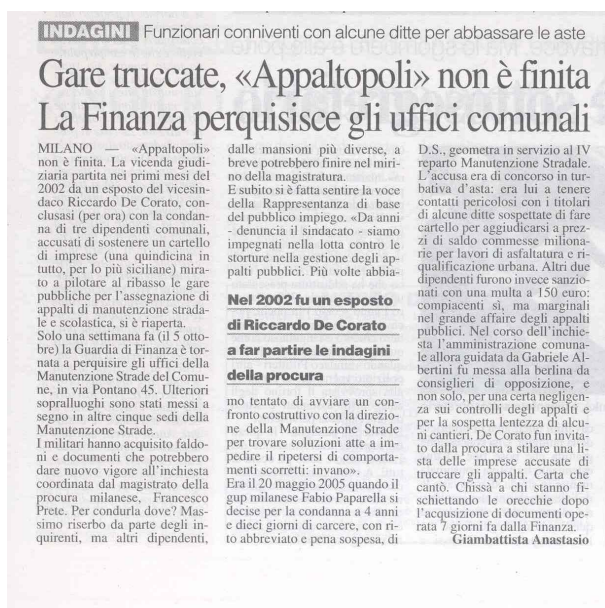 INDAGINI Funzionari conniventi con alcune ditte per abbassare le aste
Gare truccate, «Appaltopoli» non è finita
La Finanza perquisisce gli uffici comunali
MILANO — «Appaltopoli»
non è finita. La vicenda giudi-
ziaria partita nei primi mesi del
2002 da un esposto del vicesin-
daco Riccardo De Corato, con-
clusasi (per ora) con la condan-
na di tre dipendenti comunali,
accusati di sostenere un cartello
di imprese (una quindicina in
tutto, per lo più siciliane) mira-
to a pilotare al ribasso le gare
pubbliche per l'assegnazione di
appalti di manutenzione strada-
le e scolastica, si è riaperta.
Solo una settimana fa (il 5 otto-
bre) la Guardia di Finanza è tor-
nata a perquisire gli uffici della
Manutenzione Strade del Comu-
ne, in via Pontano 45. Ulteriori
sopralluoghi sono stati messi a
segno in altre cinque sedi della
Manutenzione Strade.
I militari hanno acquisito faldo-
ni e documenti che potrebbero
dare nuovo vigore all'inchiesta
coordinata dal magistrato della
procura milanese, Francesco
Prete. Per condurla dove? Mas-
simo riserbo da parte degli in-
quirenti, ma altri dipendenti,
dalle mansioni più diverse, a
breve potrebbero finire nel miri-
no della magistratura.
E subito si è fatta sentire la voce
della Rappresentanza di base
del pubblico impiego. «Da anni
- denuncia il sindacato - siamo
impegnati nella lotta contro le
storture nella gestione degli ap-
palti pubblici. Più volte abbia-
Nel 2002 fu un esposto
di Riccardo De Corato
a far partire le indagini
della procura
mo tentato di avviare un con-
fronto costruttivo con la direzio-
ne della Manutenzione Strade
per trovare soluzioni atte a im-
pedire il ripetersi di comporta-
menti scorretti: invano».
Era il 20 maggio 2005 quando il
gup milanese Fabio Paparella si
decise per la condanna a 4 anni
e dieci giorni di carcere, con ri-
to abbreviato e pena sospesa, di
D.S., geometra in servizio al IV
reparto Manutenzione Stradale.
L'accusa era di concorso in tur-
bativa d'asta: era lui a tenere
contatti pericolosi con i titolari
di alcune ditte sospettate di fare
cartello per aggiudicarsi a prez-
zi di saldo commesse miliona-
rie per lavori di asfaltatura e ri-
qualificazione urbana. Altri due
dipendenti furono invece sanzio-
nati con una multa a 150 euro:
compiacenti sì, ma marginali
nel grande affaire degli appalti
pubblici. Nel corso dell'inchie-
sta l'amministrazione comuna-
le allora guidata da Gabriele Al-
bertini fu messa alla berlina da
consiglieri di opposizione, e
non solo, per una certa negligen-
za sui controlli degli appalti e
per la sospetta lentezza di alcu-
ni cantieri. De Corato fun invita-
to dalla procura a stilare una li-
sta delle imprese accusate di
truccare gli appalti. Carta che
cantò. Chissà a chi stanno fi-
schiettando le orecchie dopo
l'acquisizione di documenti ope-
rata 7 giorni fa dalla Finanza.
Giambattista Anastasio